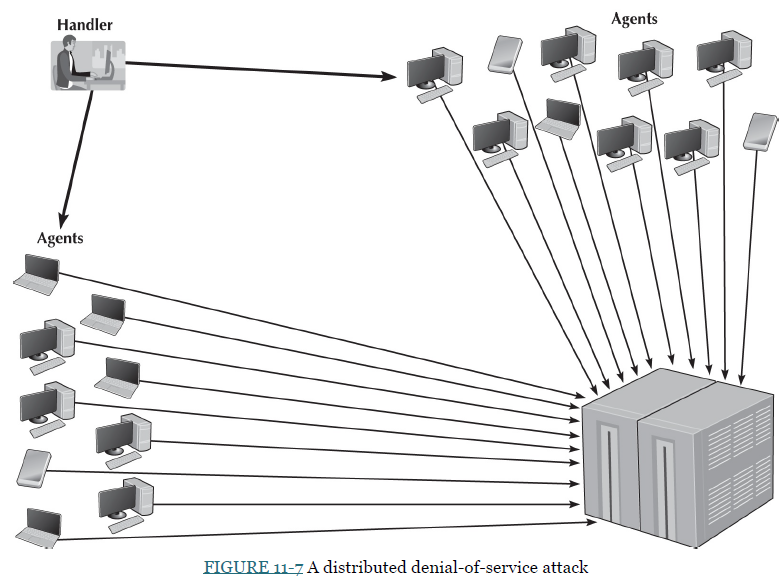 Handler
Agents
Agents
FIGURE 11-7 A distributed denial-of-service attack